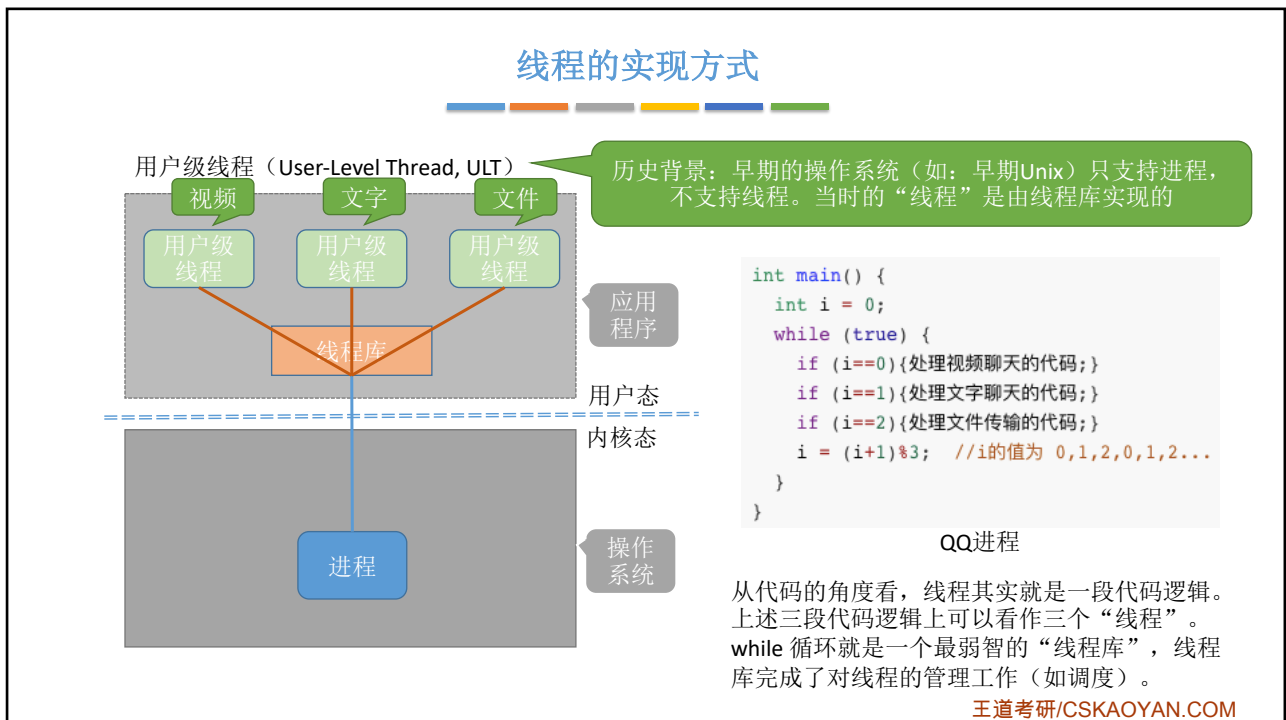 线程的实现方式
用户级线程（User-Level Thread, ULT）
历史背景：早期的操作系统（如：早期Unix）只支持进程，
不支持线程。当时的“线程”是由线程库实现的
视频
文字
文件
用户级
线程
用户级
线程
用户级
线程
应用
程序
线程库
用户态
内核态
进程
操作
系统
int main() {
int i = 0;
while (true) {
if (i==0){处理视频聊天的代码;}
if (i==1){处理文字聊天的代码;}
if (i==2){处理文件传输的代码;}
i = (i+1)%3; //i的值为 0,1,2,0,1,2...
}
}
QQ进程
从代码的角度看，线程其实就是一段代码逻辑。
上述三段代码逻辑上可以看作三个“线程”。
while 循环就是一个最弱智的“线程库”，线程
库完成了对线程的管理工作（如调度）。
王道考研/CSKAOYAN.COM